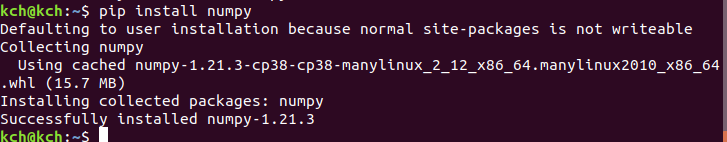 kch@kch:~$ pip install numpy
Defaulting to user installation because normal site-packages is not writeable
Collecting numpy
  Using cached numpy-1.21.3-cp38-cp38-manylinux_2_12_x86_64.manylinux2010_x86_64
.whl (15.7 MB)
Installing collected packages: numpy
Successfully installed numpy-1.21.3
kch@kch:~$